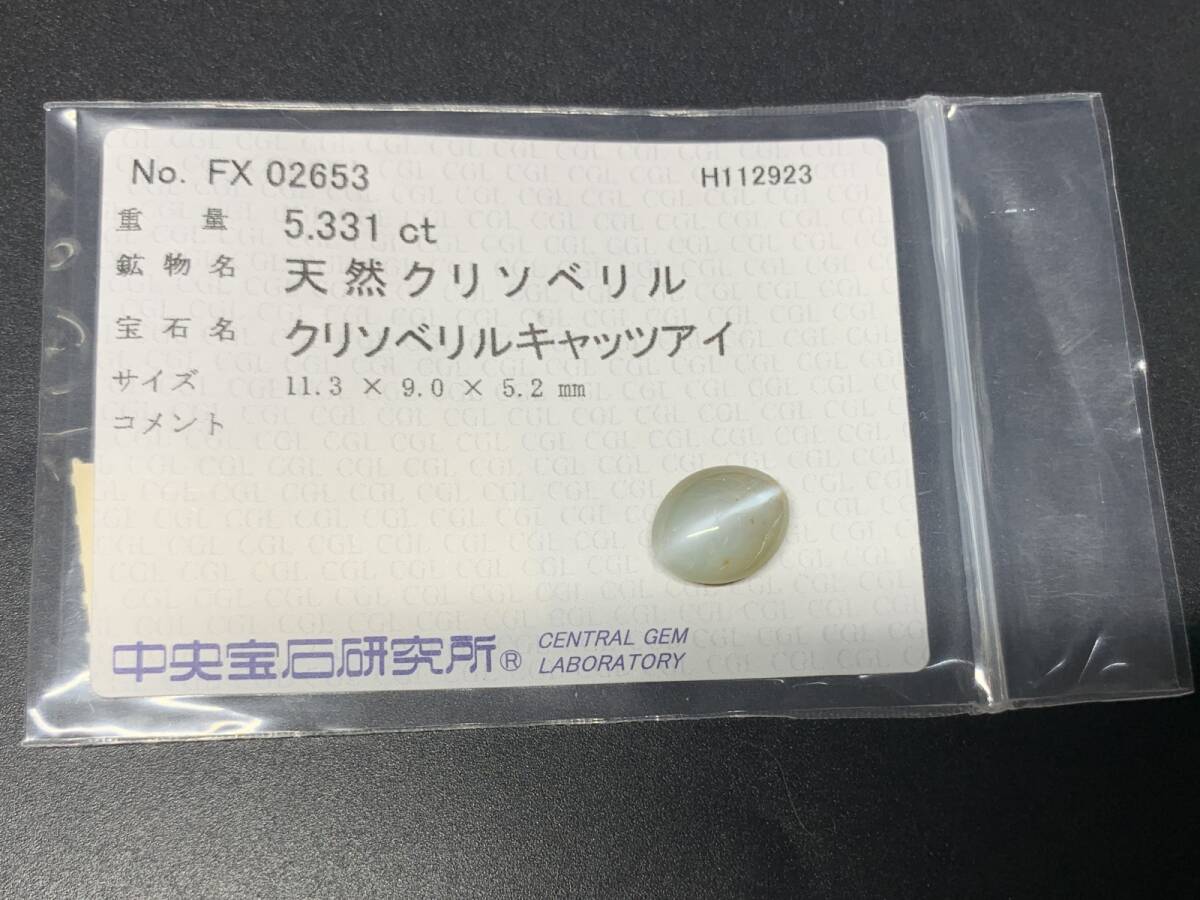 No. FX 02653 H112923
重量 5.331 ct
鉱物名 天然クリソベリル
宝石名 クリソベリルキャッツアイ
サイズ 11.3 × 9.0 × 5.2 mm
コメント
中央宝石研究所® CENTRAL GEM
LABORATORY